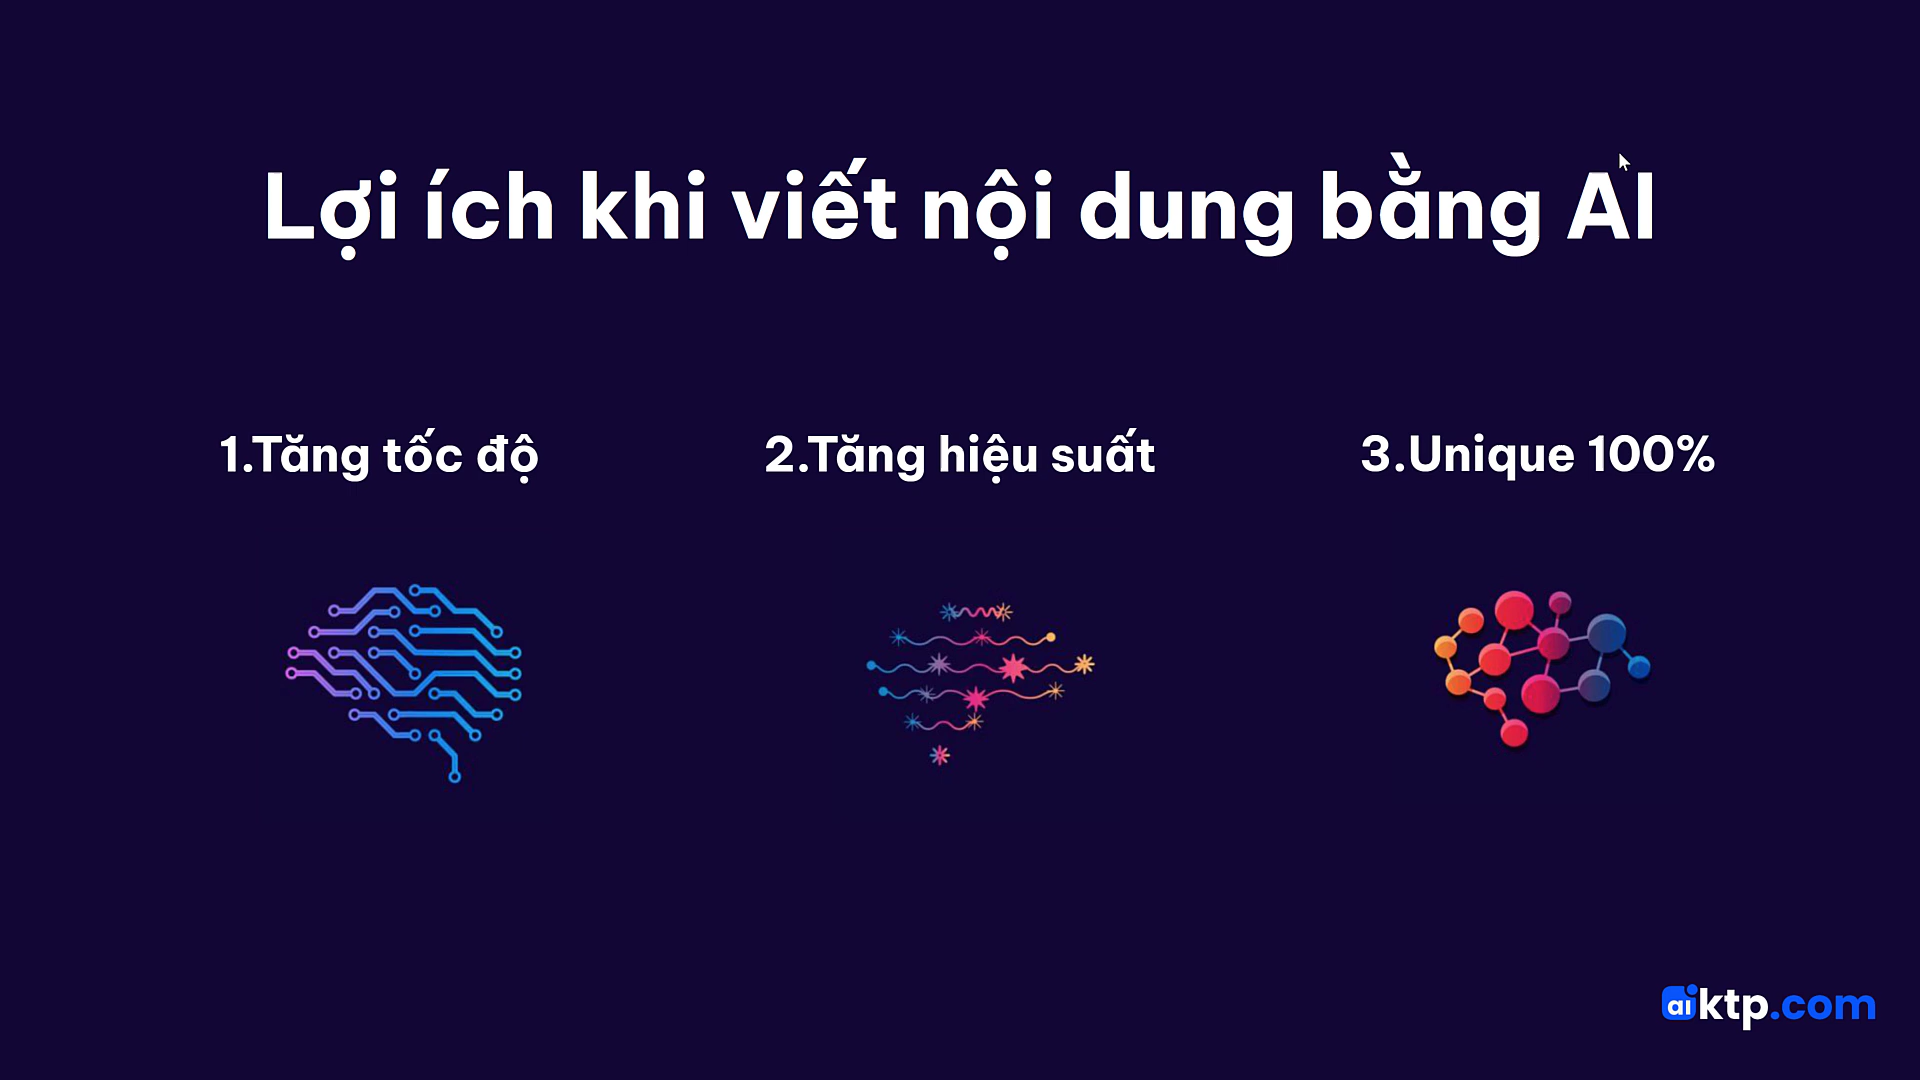 Lợi ích khi viết nội dung bằng AI
1.Tăng tốc độ
2.Tăng hiệu suất
3.Unique 100%
aiktp.com